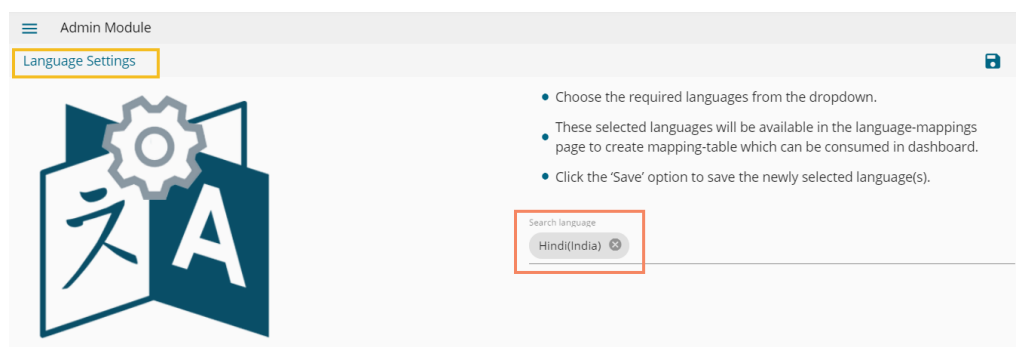 Admin Module
Language Settings
Choose the required languages from the dropdown.
These selected languages will be available in the language-mappings
page to create mapping-table which can be consumed in dashboard.
Click the ‘Save’ option to save the newly selected language(s).
Search language
Hindi(India)
A